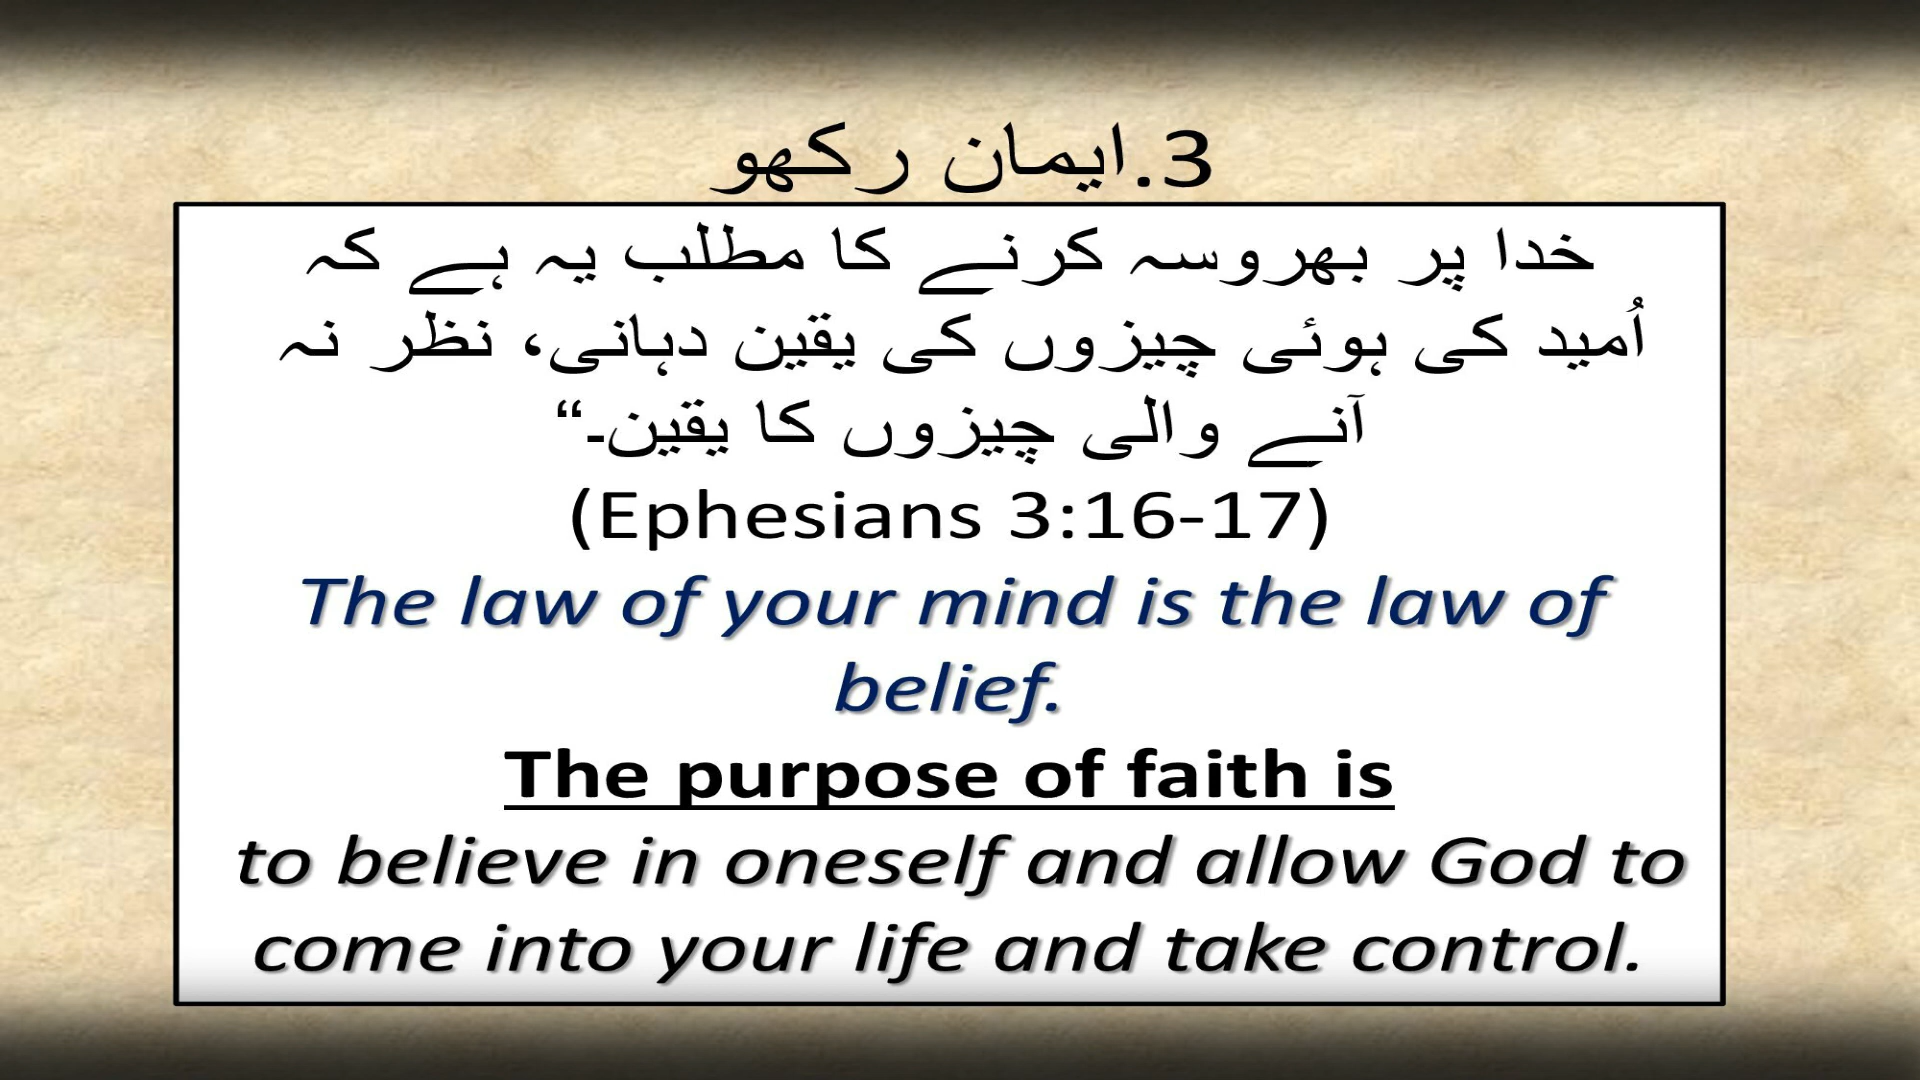 3.ایمان رکھو
خدا پر بھروسہ کرنے کا مطلب یہ ہے کہ
اُمید کی ہوئی چیزوں کی یقین دہانی، نظر نہ
آنے والی چیزوں کا یقین۔“
(Ephesians 3:16-17)
The law of your mind is the law of
belief.
The purpose of faith is
to believe in oneself and allow God to
come into your life and take control.